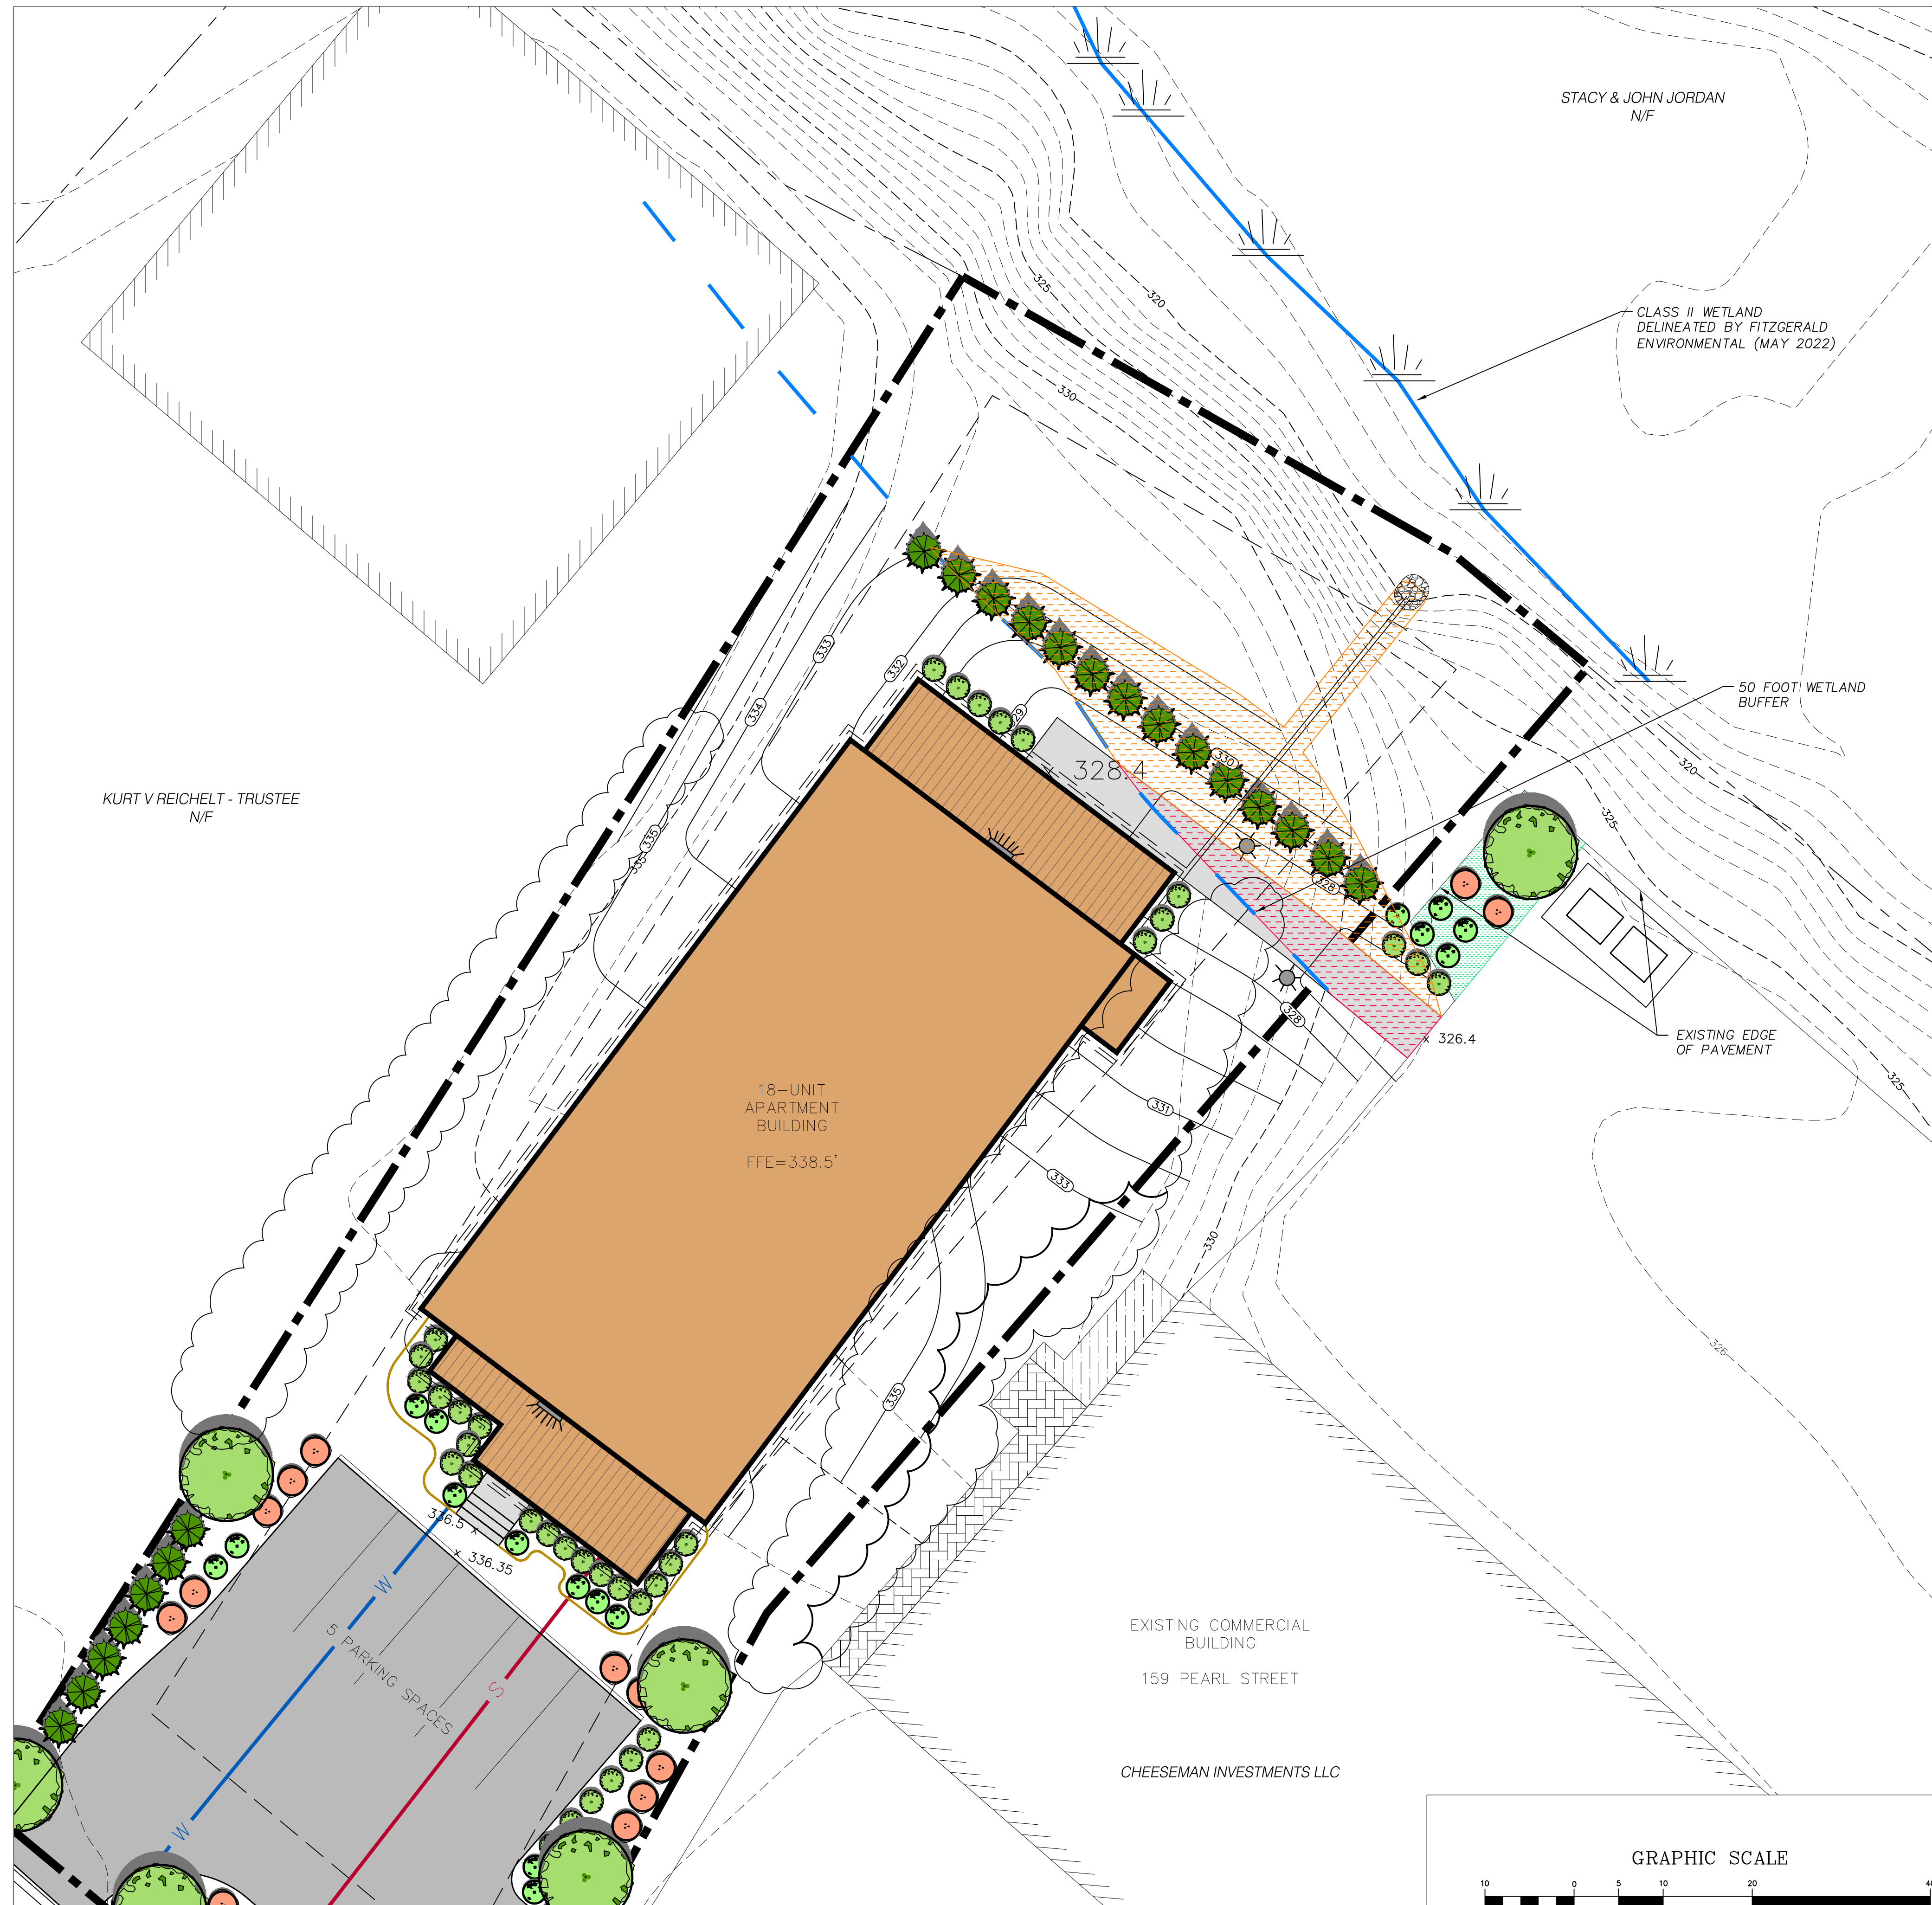 STACY & JOHN JORDAN
N/F
325
320
CLASS II WETLAND
DELINEATED BY FITZGERALD
ENVIRONMENTAL (MAY 2022)
330
333
332
334
329
50 FOOT WETLAND
BUFFER
328.4
330
320
KURT V REICHELT - TRUSTEE
N/F
325
335
335
328
328
x 326.4
EXISTING EDGE
OF PAVEMENT
325
18-UNIT
APARTMENT
BUILDING
FFE=338.5'
331
333
330
326
335
336.5 x
x 336.35
W
5 PARKING SPACES
S
EXISTING COMMERCIAL
BUILDING
159 PEARL STREET
CHEESEMAN INVESTMENTS LLC
W
GRAPHIC SCALE
10 0 5 10 20 40